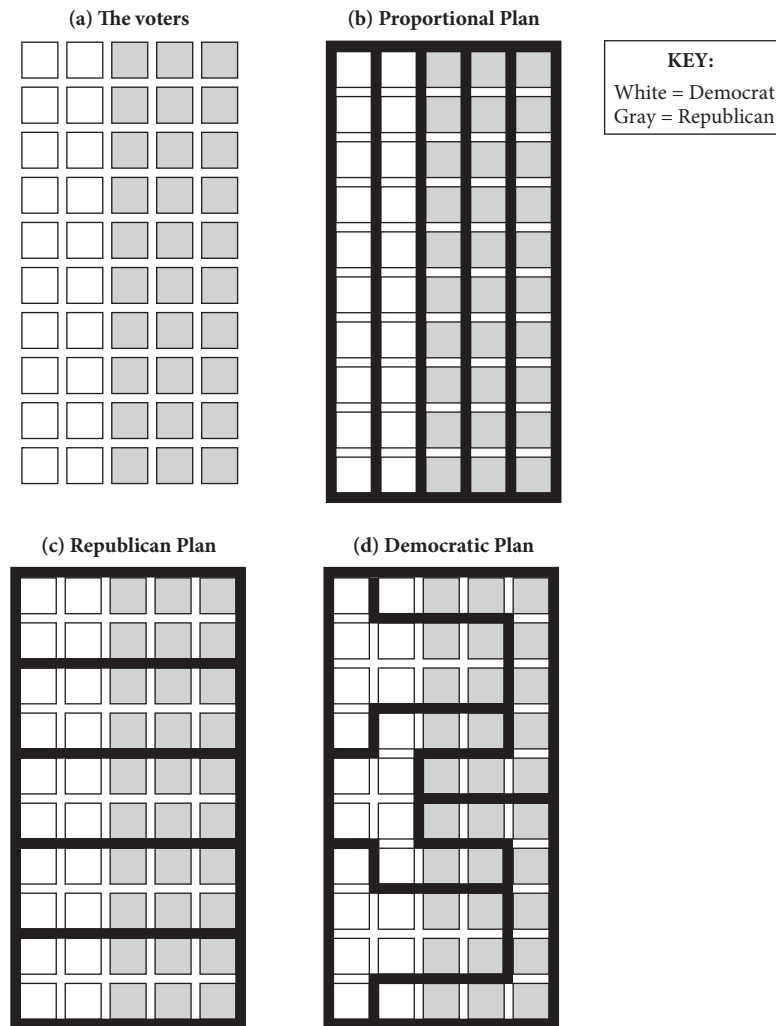 (a) The voters
(b) Proportional Plan
KEY:
White = Democrat
Gray = Republican
(c) Republican Plan
(d) Democratic Plan